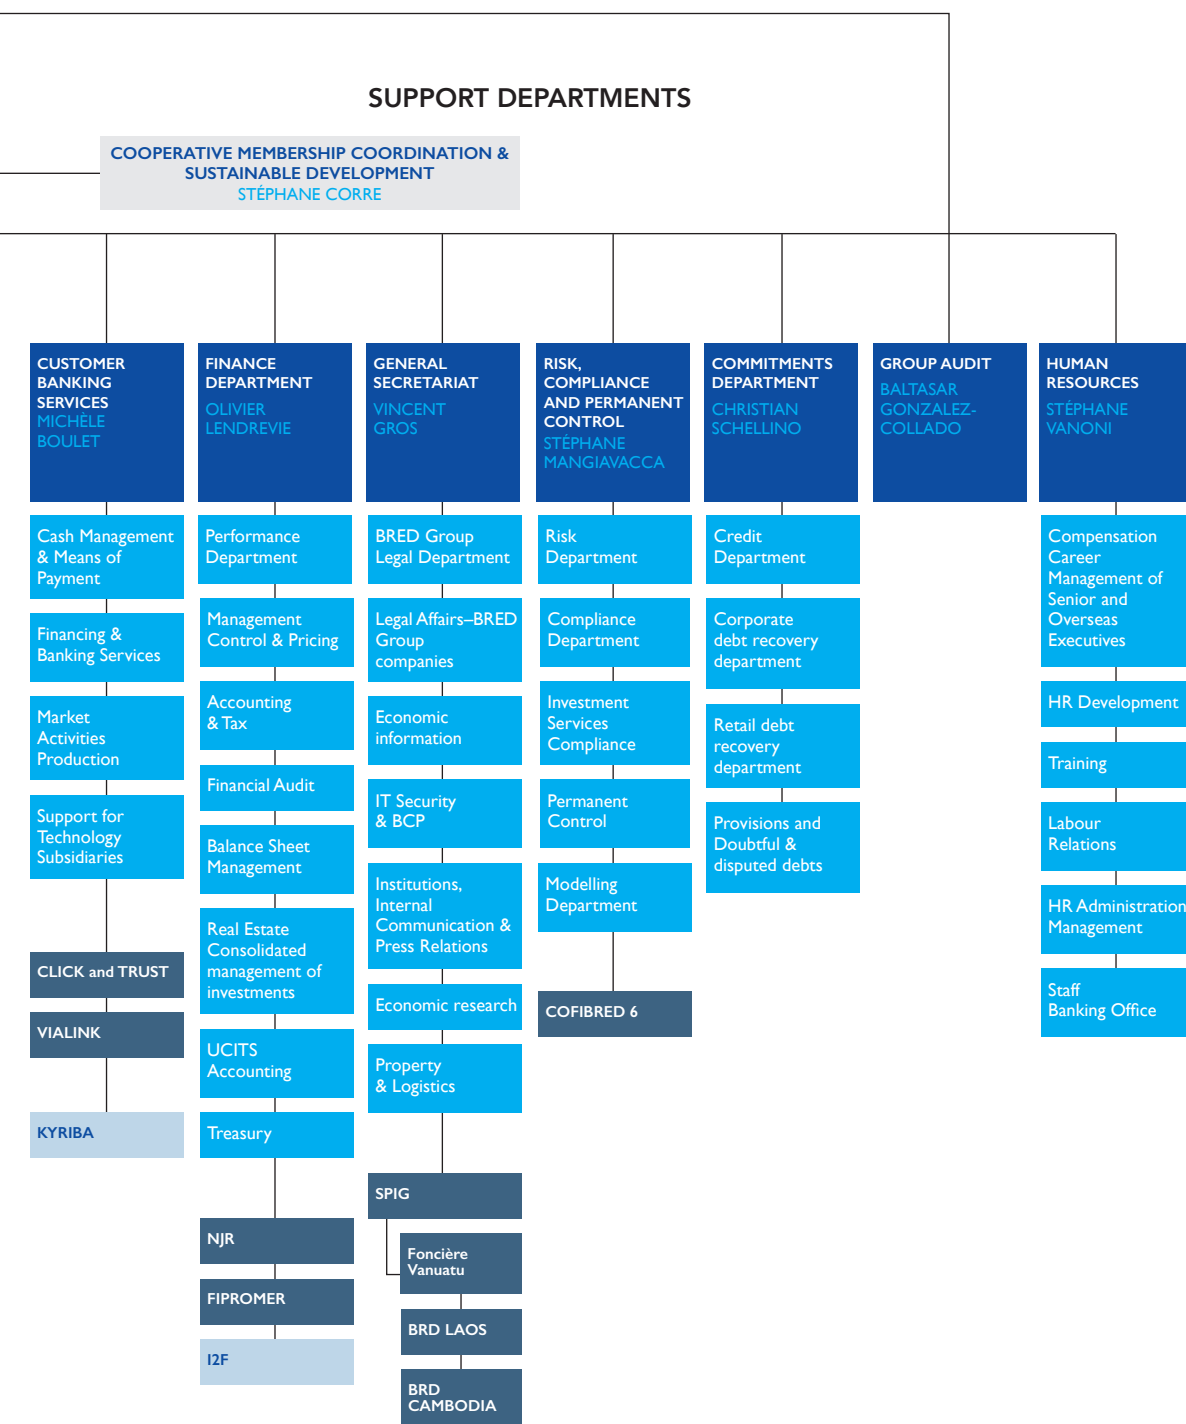 SUPPORT DEPARTMENTS
COOPERATIVE MEMBERSHIP COORDINATION &
SUSTAINABLE DEVELOPMENT
STÉPHANE CORRE
CUSTOMER
BANKING
SERVICES
MICHÈLE
BOULET
Cash Management
& Means of
Payment
Financing &
Banking Services
Market
Activities
Production
Support for
Technology
Subsidiaries
CLICK and TRUST
VIALINK
KYRIBA
FINANCE
DEPARTMENT
OLIVIER
LENDREVIE
Performance
Department
Management
Control & Pricing
Accounting
& Tax
Financial Audit
Balance Sheet
Management
Real Estate
Consolidated
management of
investments
UCITS
Accounting
Treasury
NJR
FIPROMER
I2F
GENERAL
SECRETARIAT
VINCENT
GROS
BRED Group
Legal Department
Legal Affairs–BRED
Group
companies
Economic
information
IT Security
& BCP
Institutions,
Internal
Communication &
Press Relations
Economic research
Property
& Logistics
SPIG
Foncière
Vanuatu
BRD LAOS
BRD
CAMBODIA
RISK,
COMPLIANCE
AND PERMANENT
CONTROL
STÉPHANE
MANGIAVACCA
Risk
Department
Compliance
Department
Investment
Services
Compliance
Permanent
Control
Modelling
Department
COFIBRED 6
COMMITMENTS
DEPARTMENT
CHRISTIAN
SCHELLINO
Credit
Department
Corporate
debt recovery
department
Retail debt
recovery
department
Provisions and
Doubtful &
disputed debts
GROUP AUDIT
BALTASAR
GONZALEZ-
COLLADO
HUMAN
RESOURCES
STÉPHANE
VANONI
Compensation
Career
Management of
Senior and
Overseas
Executives
HR Development
Training
Labour
Relations
HR Administration
Management
Staff
Banking Office